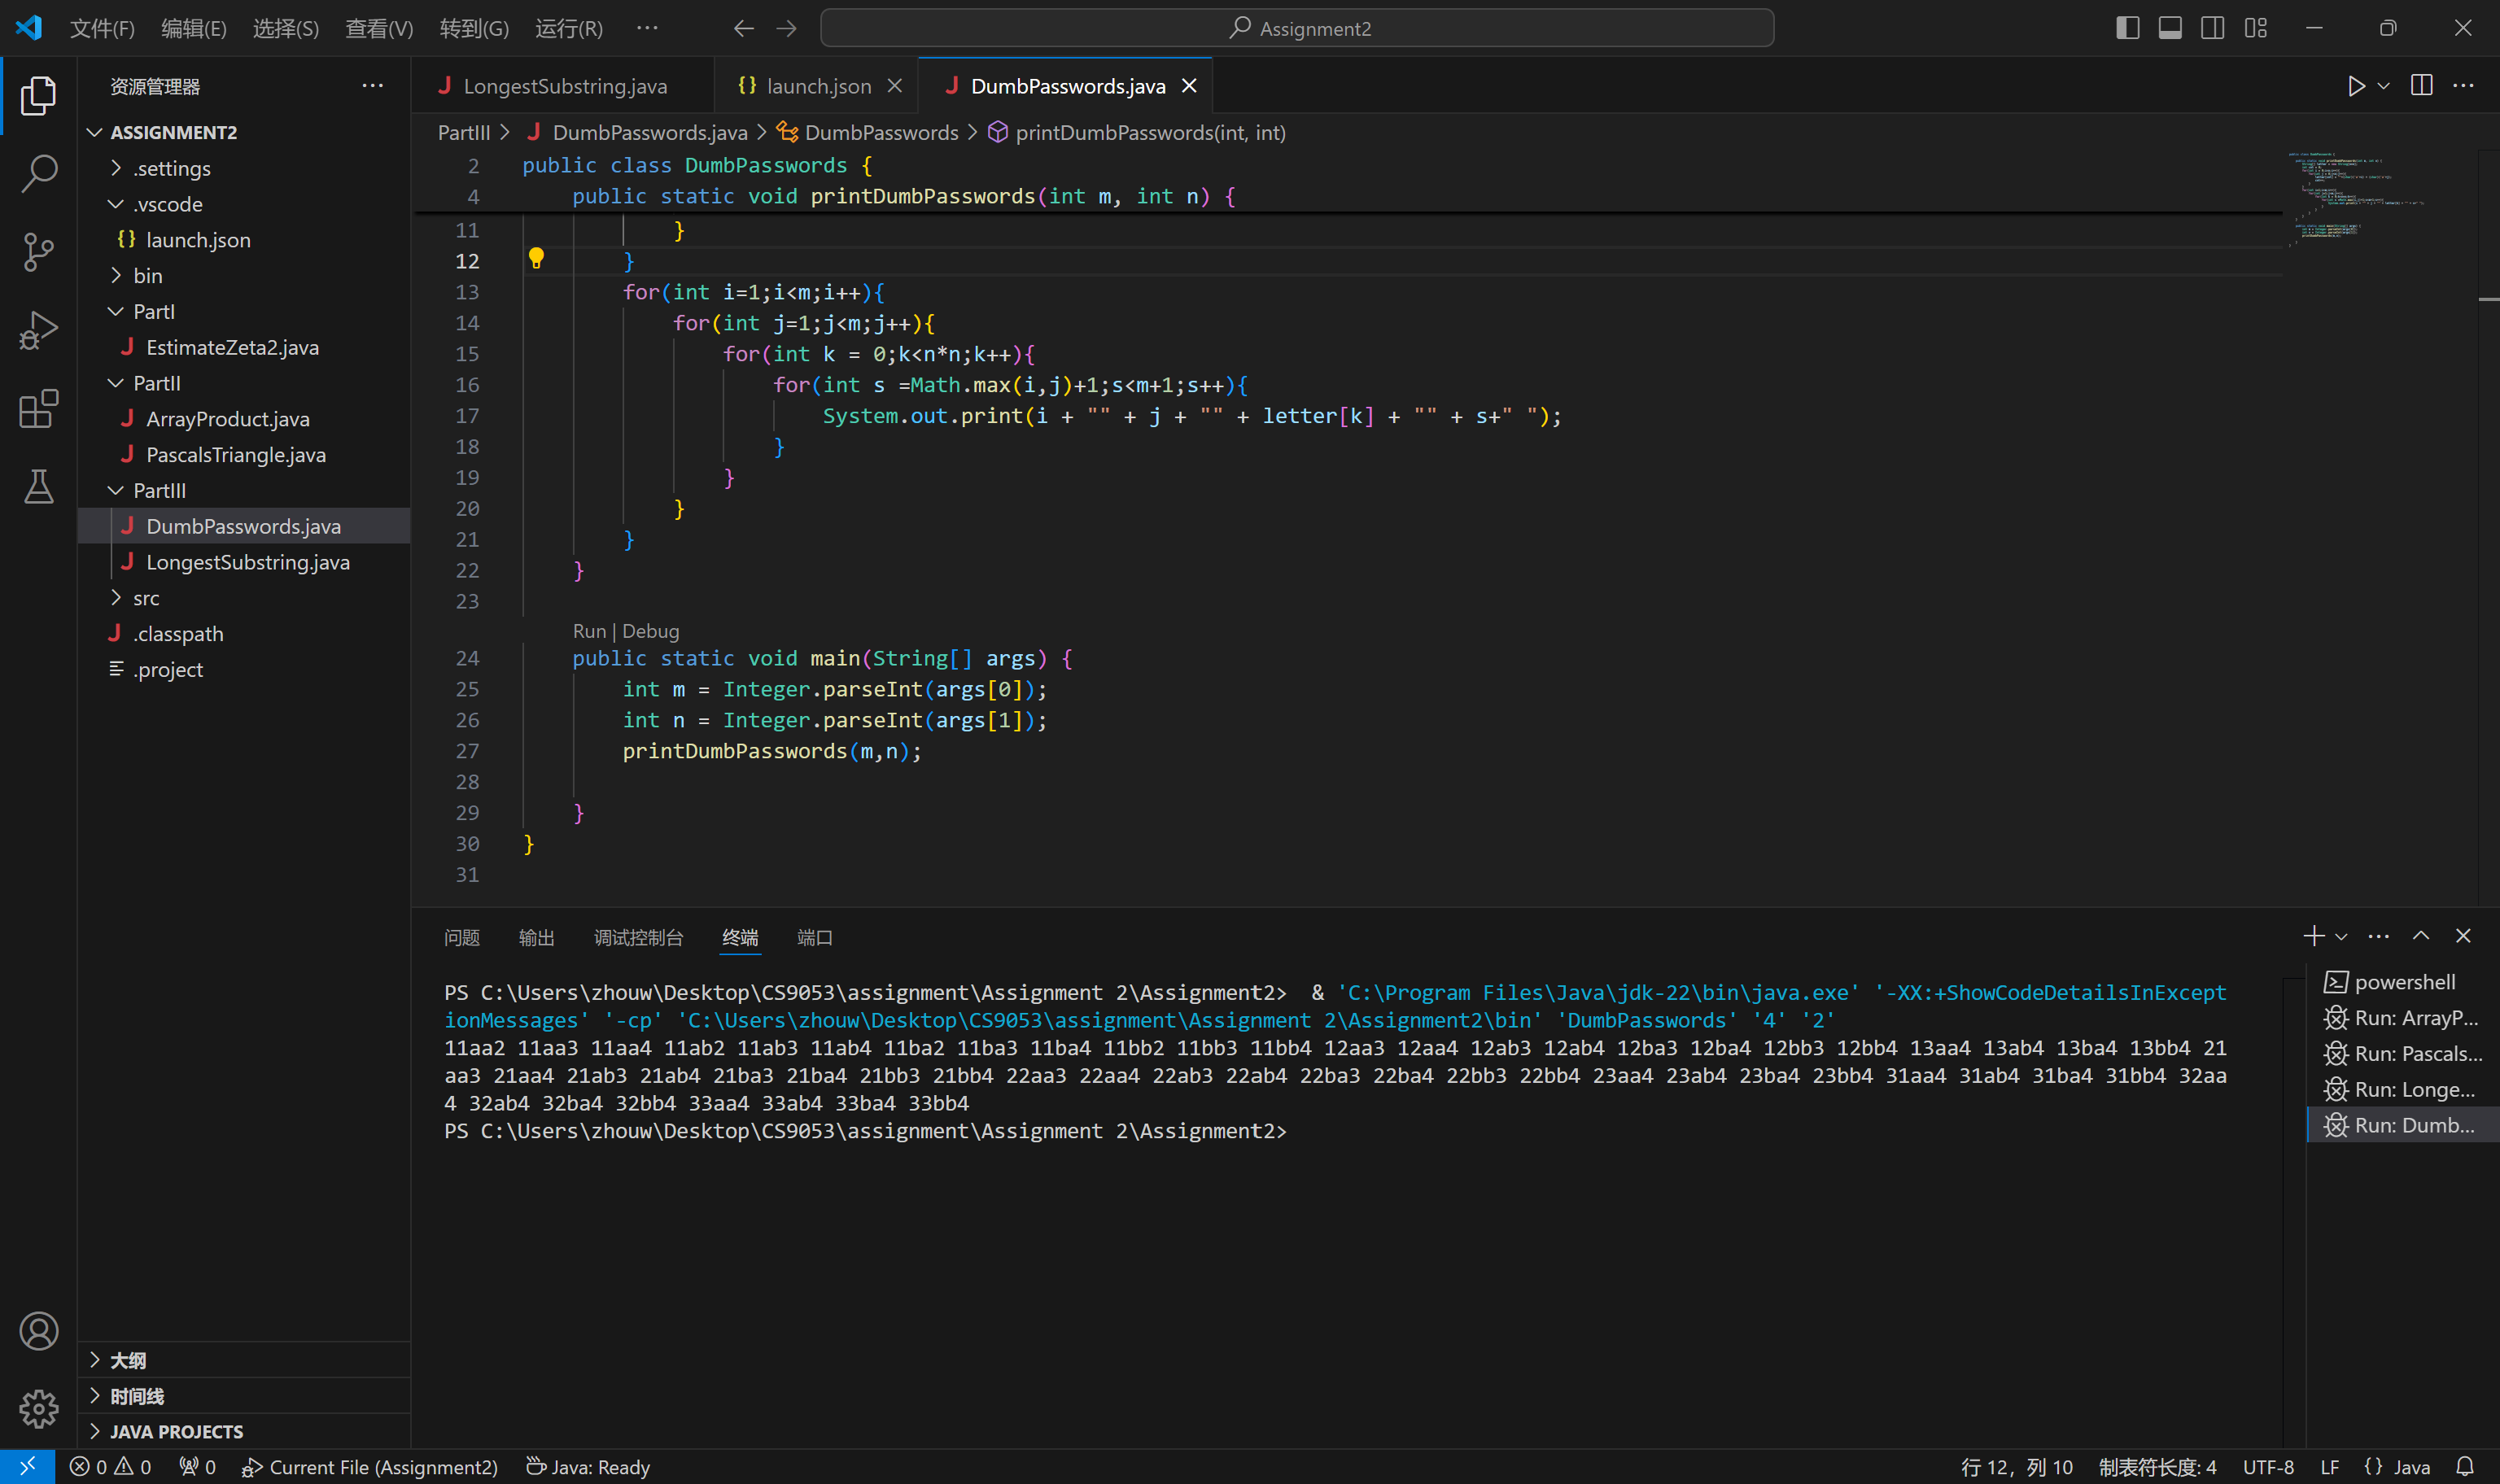 文件(F) 编辑(E) 选择(S) 查看(V) 转到(G) 运行(R) ··· Assignment2
资源管理器 ···
ASSIGNMENT2
.settings
.vscode
{} launch.json
bin
PartI
J EstimateZeta2.java
PartII
J ArrayProduct.java
J PascalsTriangle.java
PartIII
J DumbPasswords.java
J LongestSubstring.java
src
J .classpath
.project
大纲
时间线
JAVA PROJECTS
J LongestSubstring.java {} launch.json J DumbPasswords.java
PartIII > J DumbPasswords.java > DumbPasswords > printDumbPasswords(int, int)
2 public class DumbPasswords {
4 public static void printDumbPasswords(int m, int n) {
11 }
12 }
13 for(int i=1;i<m;i++){
14 for(int j=1;j<m;j++){
15 for(int k = 0;k<n*n;k++){
16 for(int s =Math.max(i,j)+1;s<m+1;s++){
17 System.out.print(i + "" + j + "" + letter[k] + "" + s+" ");
18 }
19 }
20 }
21 }
22 }
23
Run | Debug
24 public static void main(String[] args) {
25 int m = Integer.parseInt(args[0]);
26 int n = Integer.parseInt(args[1]);
27 printDumbPasswords(m,n);
28
29 }
30 }
31
问题 输出 调试控制台 终端 端口
PS C:\Users\zhouw\Desktop\CS9053\assignment\Assignment 2\Assignment2> & 'C:\Program Files\Java\jdk-22\bin\java.exe' '-XX:+ShowCodeDetailsInExcept
ionMessages' '-cp' 'C:\Users\zhouw\Desktop\CS9053\assignment\Assignment 2\Assignment2\bin' 'DumbPasswords' '4' '2'
11aa2 11aa3 11aa4 11ab2 11ab3 11ab4 11ba2 11ba3 11ba4 11bb2 11bb3 11bb4 12aa3 12aa4 12ab3 12ab4 12ba3 12ba4 12bb3 12bb4 13aa4 13ab4 13ba4 13bb4 21
aa3 21aa4 21ab3 21ab4 21ba3 21ba4 21bb3 21bb4 22aa3 22aa4 22ab3 22ab4 22ba3 22ba4 22bb3 22bb4 23aa4 23ab4 23ba4 23bb4 31aa4 31ab4 31ba4 31bb4 32aa
4 32ab4 32ba4 32bb4 33aa4 33ab4 33ba4 33bb4
PS C:\Users\zhouw\Desktop\CS9053\assignment\Assignment 2\Assignment2>
powershell
Run: ArrayP...
Run: Pascals...
Run: Longe...
Run: Dumb...
0 0 0 Current File (Assignment2) Java: Ready 行 12，列 10 制表符长度: 4 UTF-8 LF {} Java